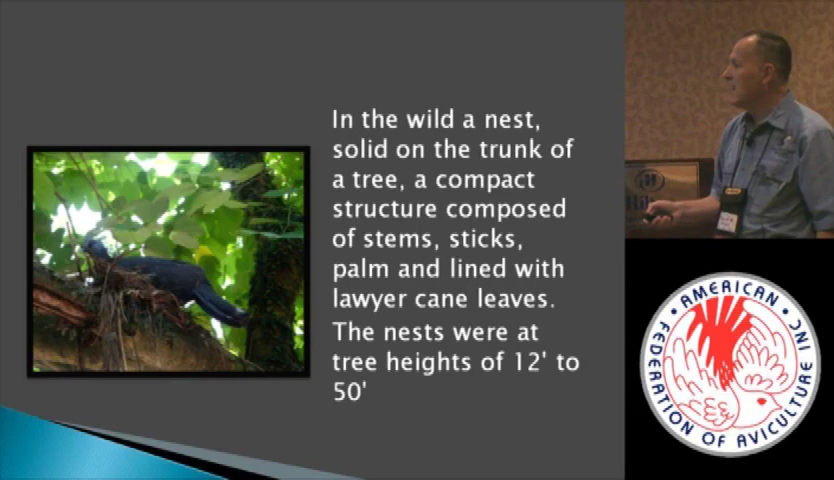 In the wild a nest,
solid on the trunk of
a tree, a compact
structure composed
of stems, sticks,
palm and lined with
lawyer cane leaves.
The nests were at
tree heights of 12' to
50'
• AMERICAN •
FEDERATION OF AVICULTURE INC